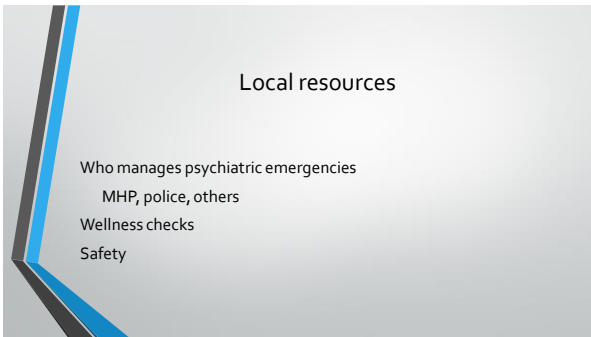 Local resources
Who manages psychiatric emergencies
MHP, police, others
Wellness checks
Safety